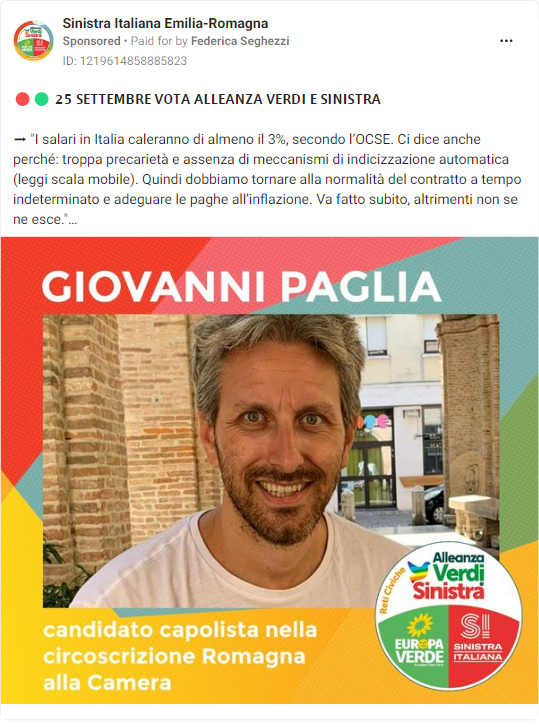 Sinistra Italiana Emilia-Romagna
Sponsored • Paid for by Federica Seghezzi
ID: 1219614858885823
🔴 🟢 25 SETTEMBRE VOTA ALLEANZA VERDI E SINISTRA
➞ "I salari in Italia caleranno di almeno il 3%, secondo l'OCSE. Ci dice anche
perché: troppa precarietà e assenza di meccanismi di indicizzazione automatica
(leggi scala mobile). Quindi dobbiamo tornare alla normalità del contratto a tempo
indeterminato e adeguare le paghe all'inflazione. Va fatto subito, altrimenti non se
ne esce."...
GIOVANNI PAGLIA
candidato capolista nella
circoscrizione Romagna
alla Camera
Reti Civiche
Alleanza
Verdi e
Sinistra
EUROPA
VERDE
SI
SINISTRA
ITALIANA